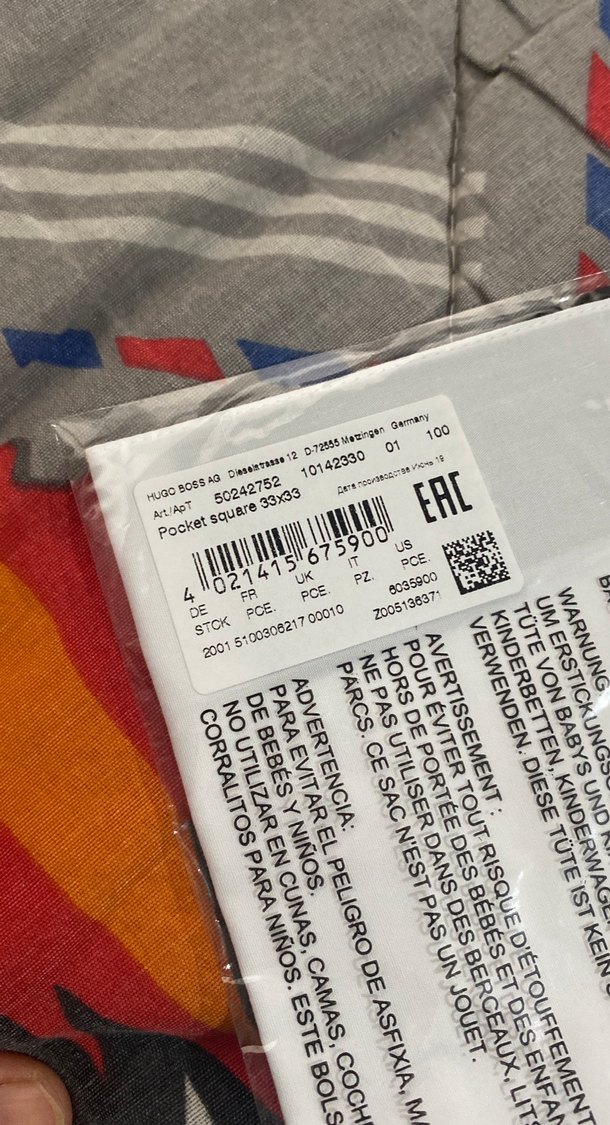 HUGO BOSS AG Dieselstrasse 12 D-72555 Metzingen Germany
Art./ApT 50242752 10142330 01 100
Pocket square 33x33
Дата производства Июнь 19
EAC
4 021415 675900
DE FR UK IT US
STCK PCE. PCE. PZ. PCE.
6035900
2001 5100306217 00010 Z005136371
WARNUNG
UM ERSTICKUNGS
TÜTE VON BABYS UND
KINDERBETTEN, KINDERWAGE
VERWENDEN. DIESE TÜTE IST KEIN
AVERTISSEMENT :
POUR ÉVITER TOUT RISQUE D'ÉTOUFFEMENT
HORS DE PORTÉE DES BÉBÉS ET DES ENFAN
NE PAS UTILISER DANS DES BERCEAUX, LITS
PARCS. CE SAC N'EST PAS UN JOUET.
ADVERTENCIA:
PARA EVITAR EL PELIGRO DE ASFIXIA, MA
DE BEBÉS Y NIÑOS.
NO UTILIZAR EN CUNAS, CAMAS, COCH
CORRALITOS PARA NIÑOS. ESTE BOLS